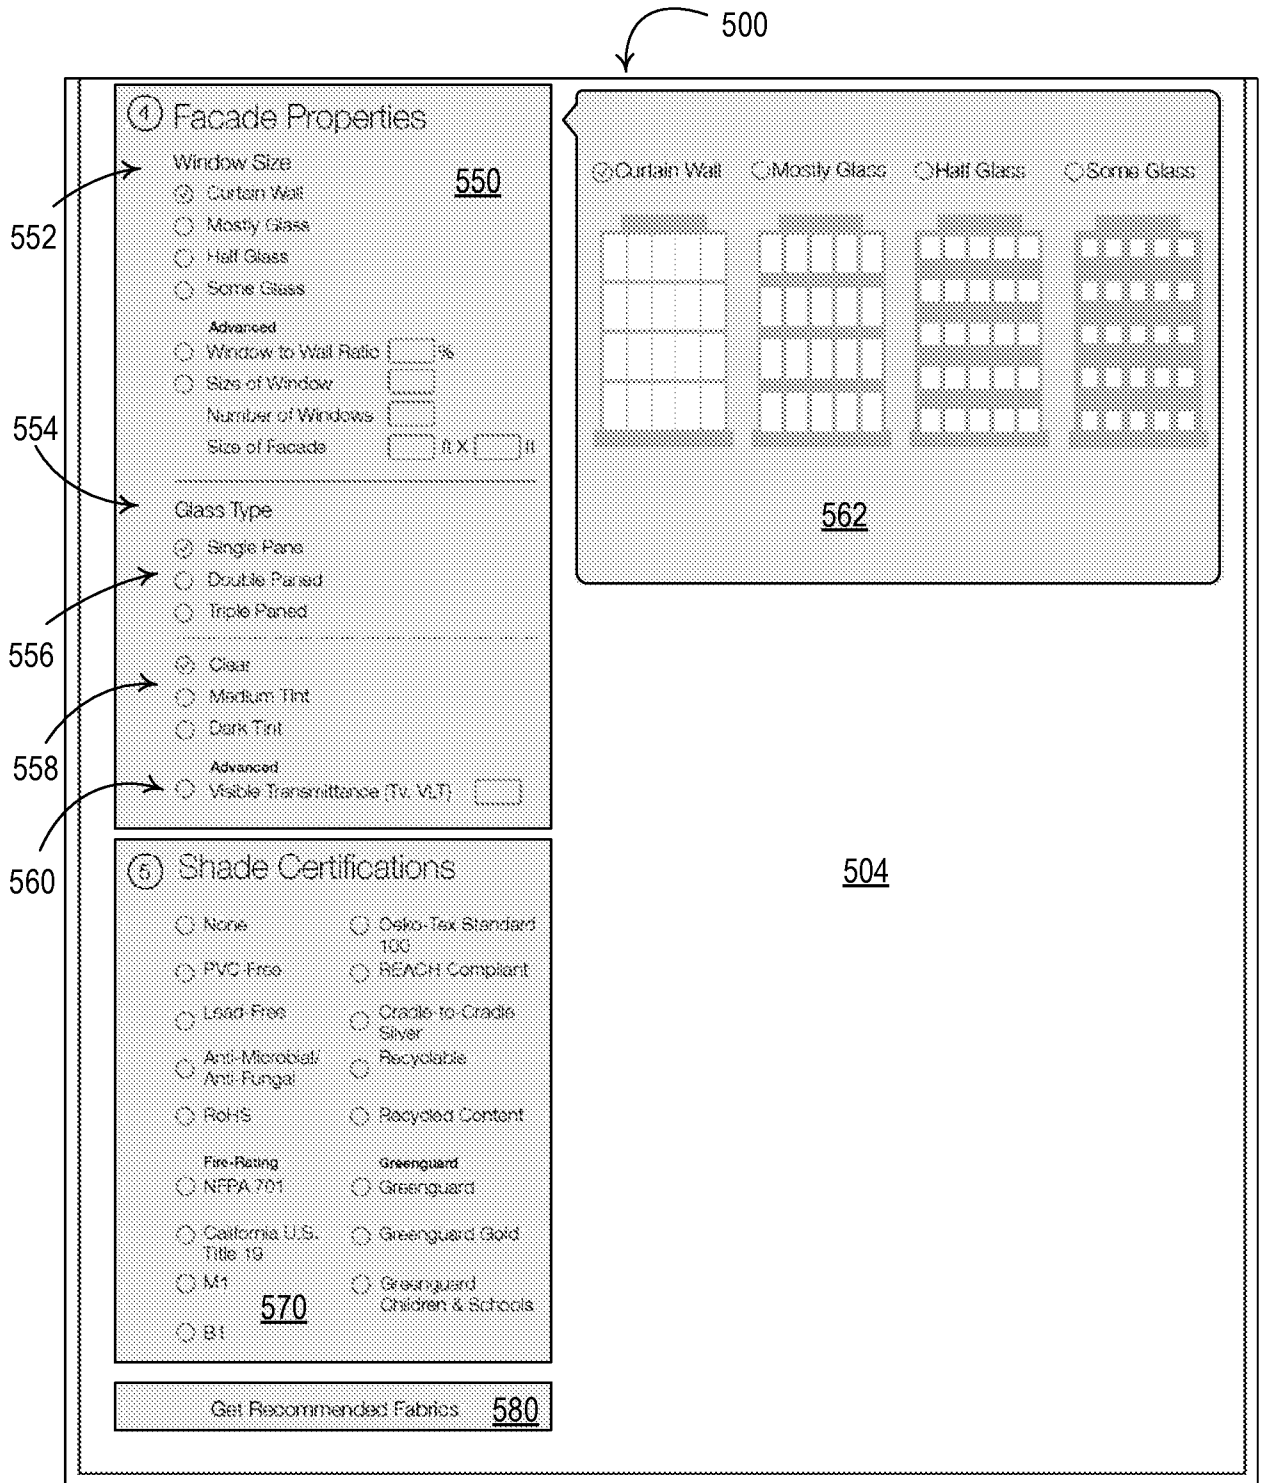 500
④ Facade Properties
Window Size
550
Curtain Wall
Mostly Glass
552
Half Glass
Some Glass
Advanced
Window to Wall Ratio %
Size of Window
Number of Windows
554
Size of Facade ft X ft
Glass Type
Single Pane
Double Paned
Triple Paned
556
Clear
Medium Tint
Dark Tint
558
Advanced
Visible Transmittance (Tv, VLT)
560
Curtain Wall Mostly Glass Half Glass Some Glass
562
504
⑤ Shade Certifications
None
Oeko-Tex Standard
100
PVC-Free
REACH Compliant
Lead-Free
Cradle-to-Cradle
Silver
Anti-Microbial/
Anti-Fungal
Recyclable
RoHS
Recycled Content
Fire-Rating
NFPA 701
California U.S.
Title 19
M1
570
B1
Greenguard
Greenguard
Greenguard Gold
Greenguard
Children & Schools
Get Recommended Fabrics 580